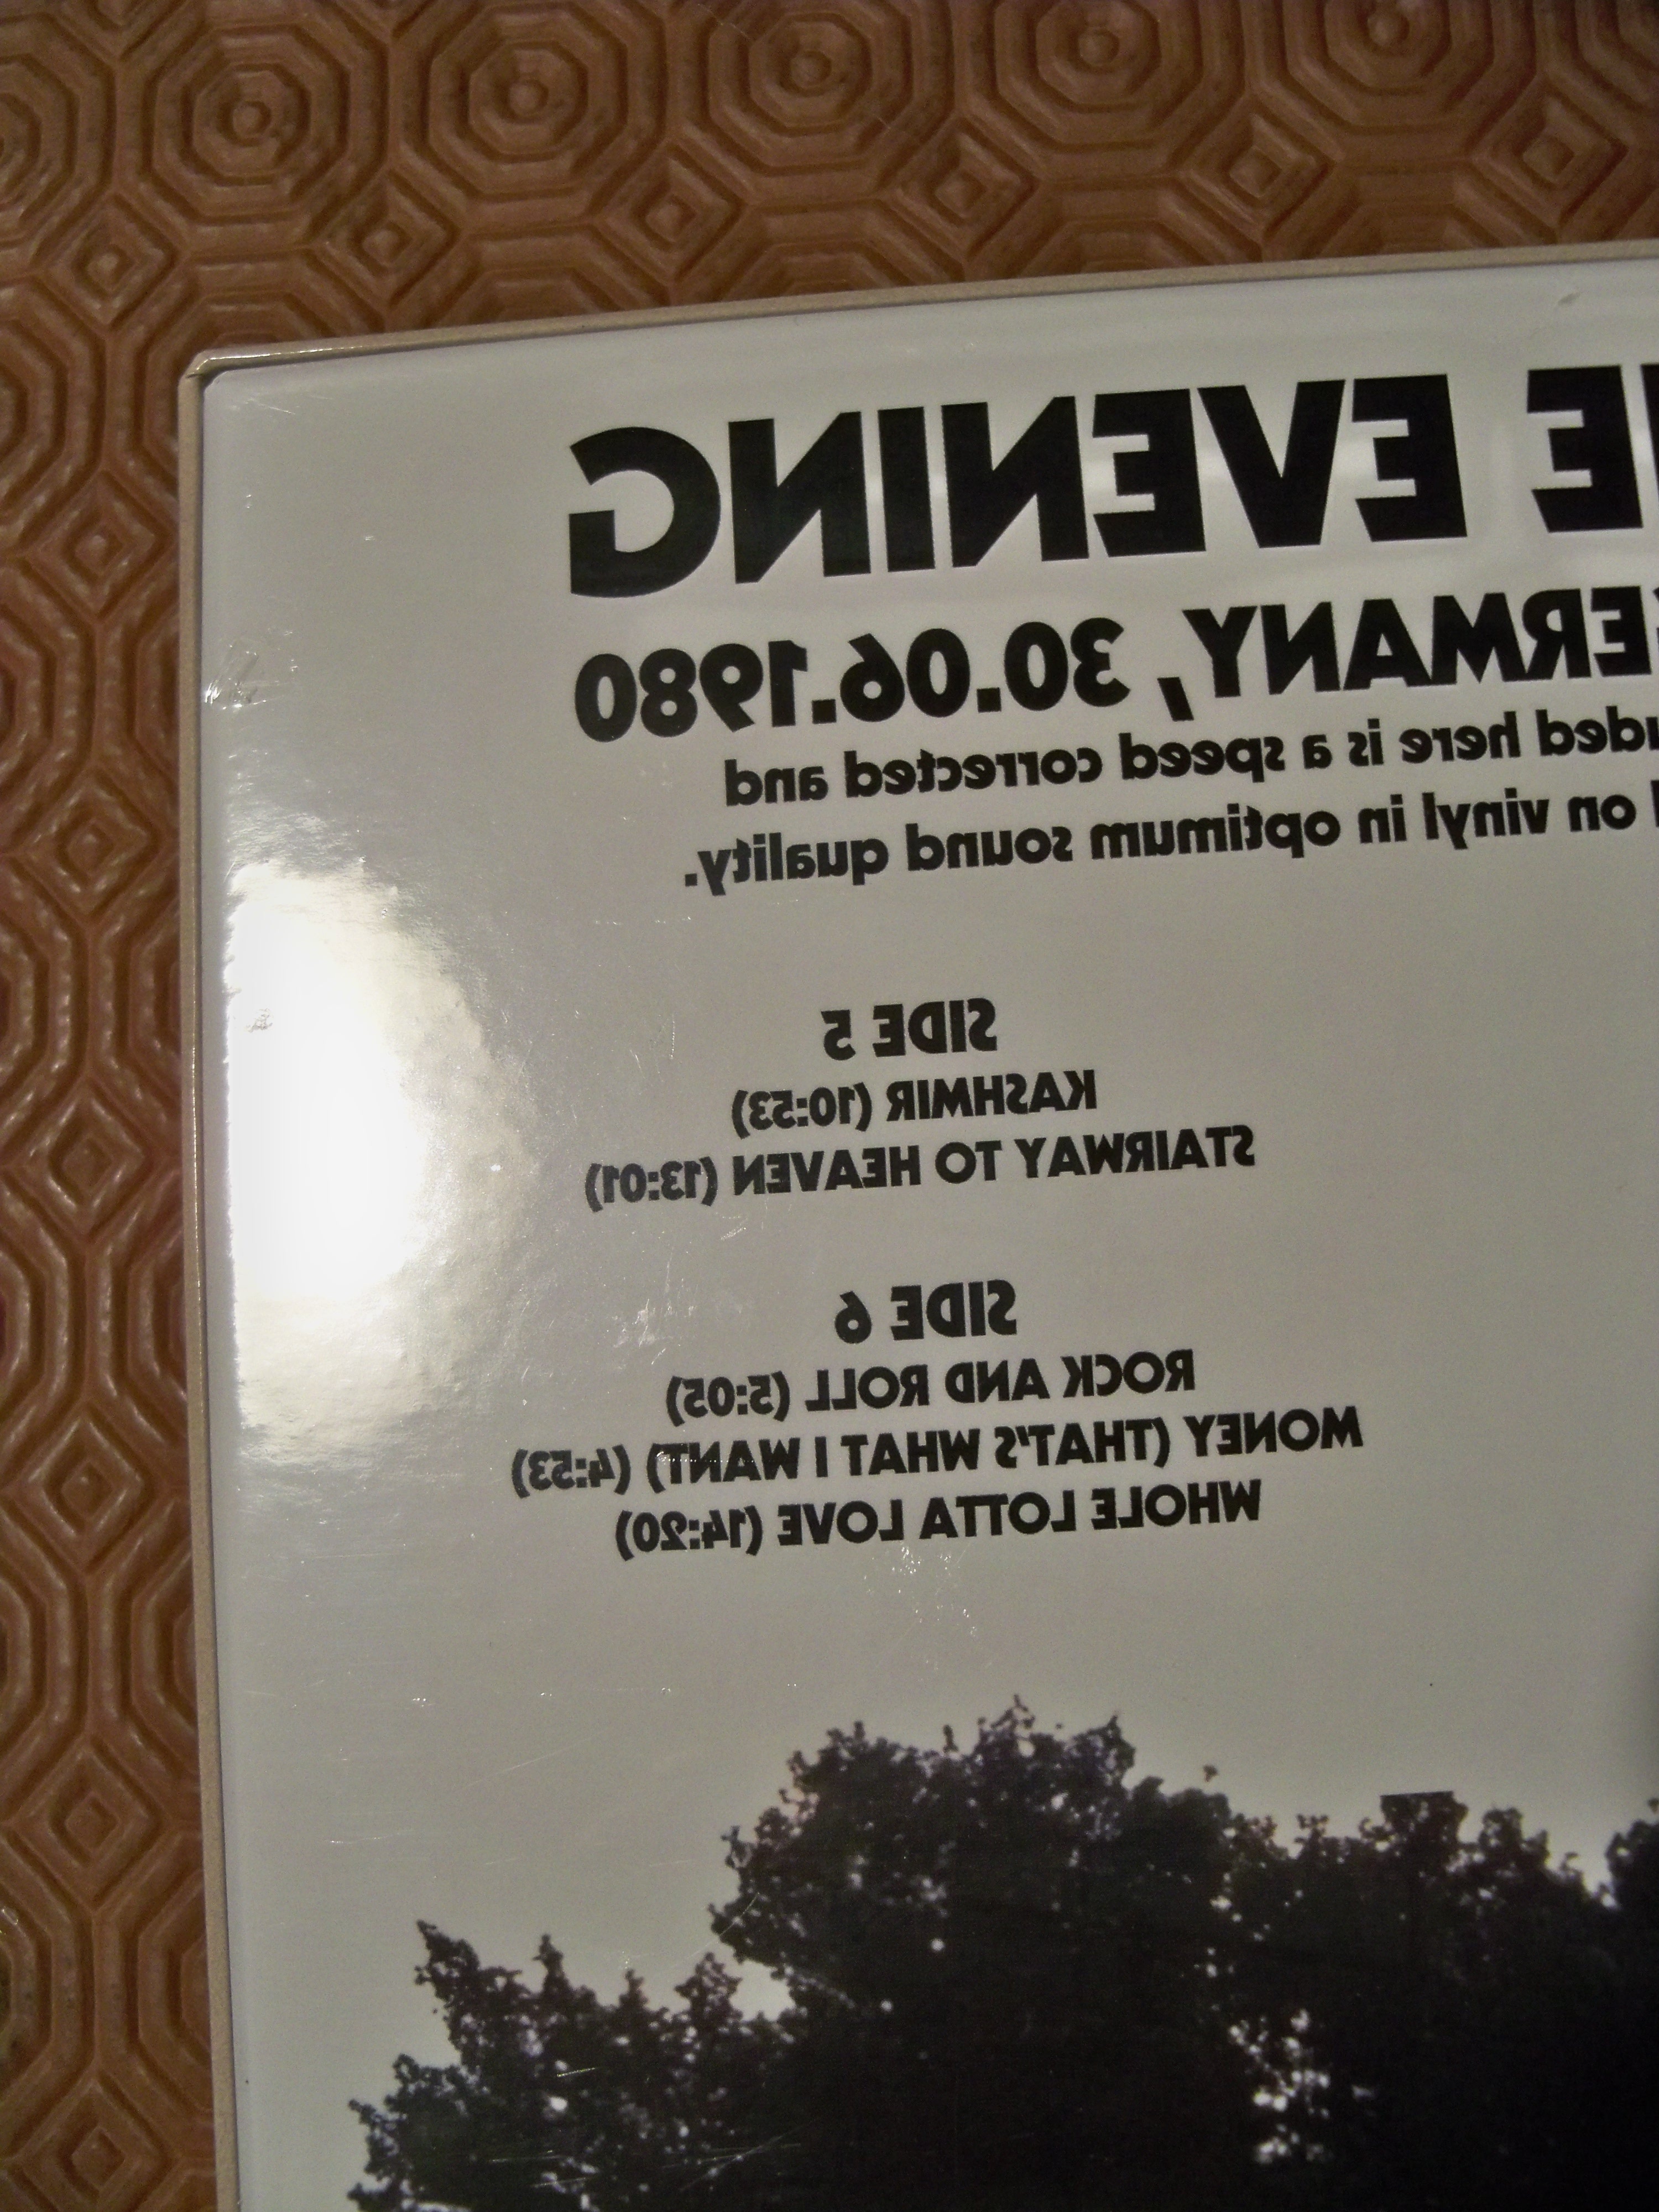 E EVENING
GERMANY, 30.06.1980
uded here is a speed corrected and
on vinyl in optimum sound quality.
SIDE 5
KASHMIR (10:53)
STAIRWAY TO HEAVEN (13:01)
SIDE 6
ROCK AND ROLL (5:05)
MONEY (THAT'S WHAT I WANT) (4:53)
WHOLE LOTTA LOVE (14:20)